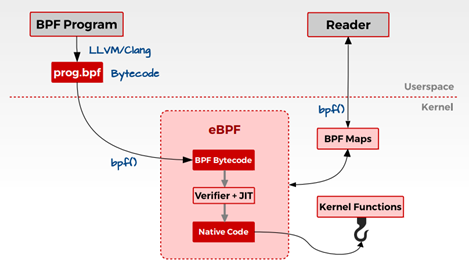 BPF Program
Reader
LLVM/Clang
prog.bpf
Bytecode
Userspace
Kernel
bpf()
eBPF
BPF Maps
bpf()
BPF Bytecode
Verifier + JIT
Kernel Functions
Native Code